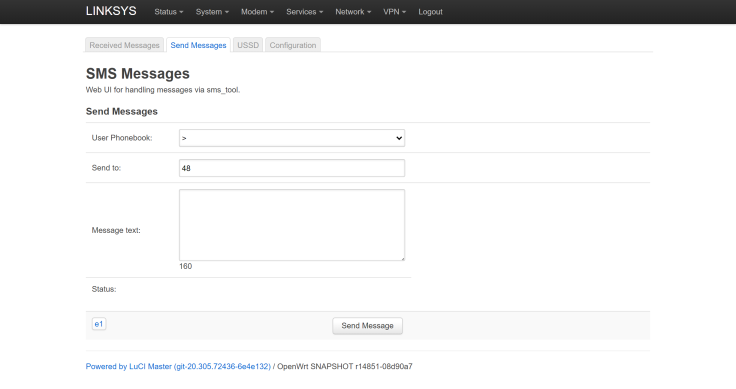 LINKSYS Status System Modem Services Network VPN Logout
Received Messages Send Messages USSD Configuration
SMS Messages
Web UI for handling messages via sms_tool.
Send Messages
User Phonebook: >
Send to: 48
Message text:
160
Status:
e1 Send Message
Powered by LuCI Master (git-20.305.72436-6e4e132) / OpenWrt SNAPSHOT r14851-08d90a7